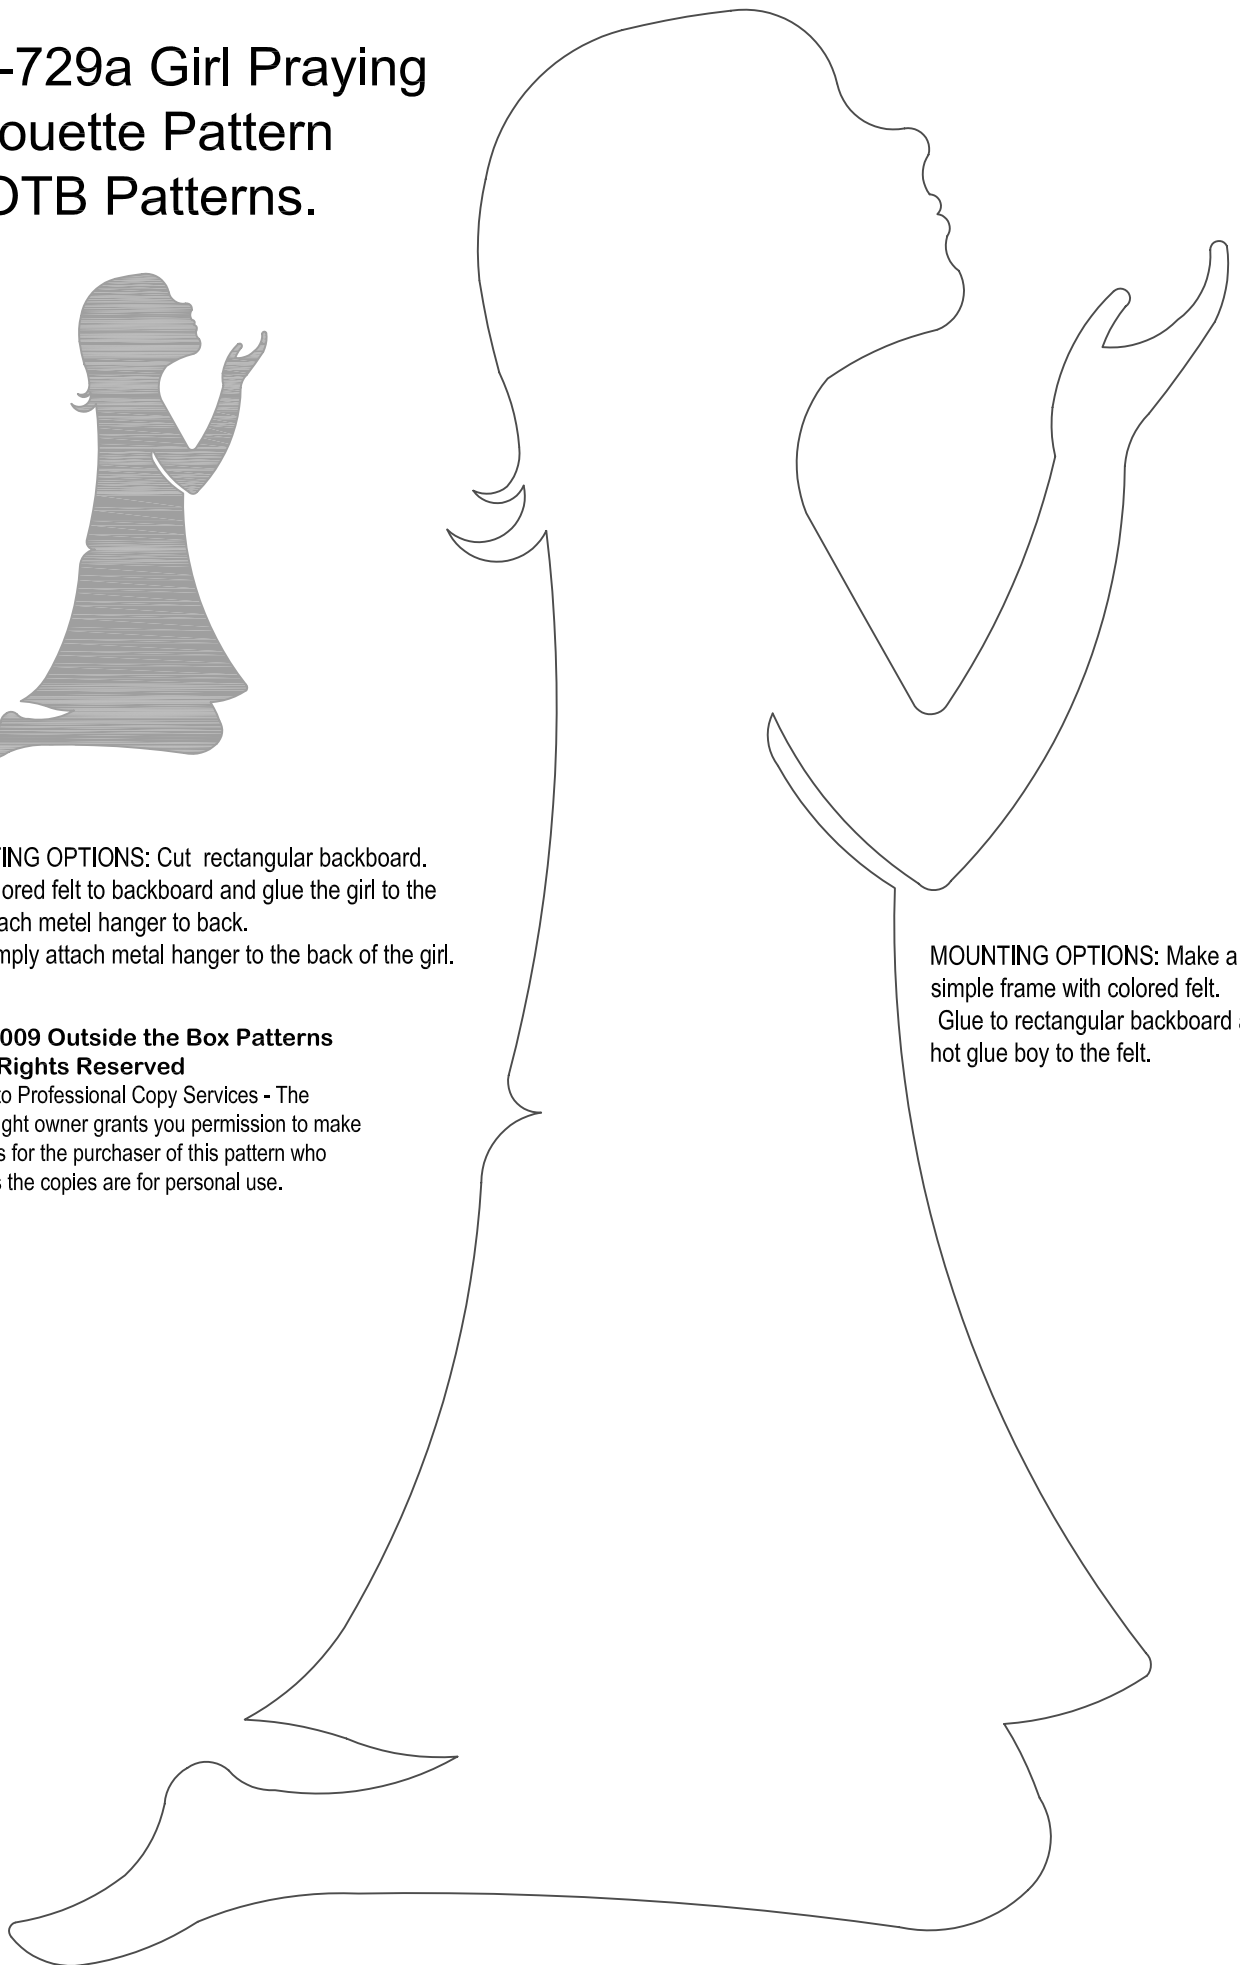 -729a Girl Praying
ouette Pattern
OTB Patterns.
ING OPTIONS: Cut rectangular backboard.
ored felt to backboard and glue the girl to the
ach metel hanger to back.
mply attach metal hanger to the back of the girl.
009 Outside the Box Patterns
Rights Reserved
to Professional Copy Services - The
ght owner grants you permission to make
s for the purchaser of this pattern who
s the copies are for personal use.
MOUNTING OPTIONS: Make a
simple frame with colored felt.
Glue to rectangular backboard a
hot glue boy to the felt.